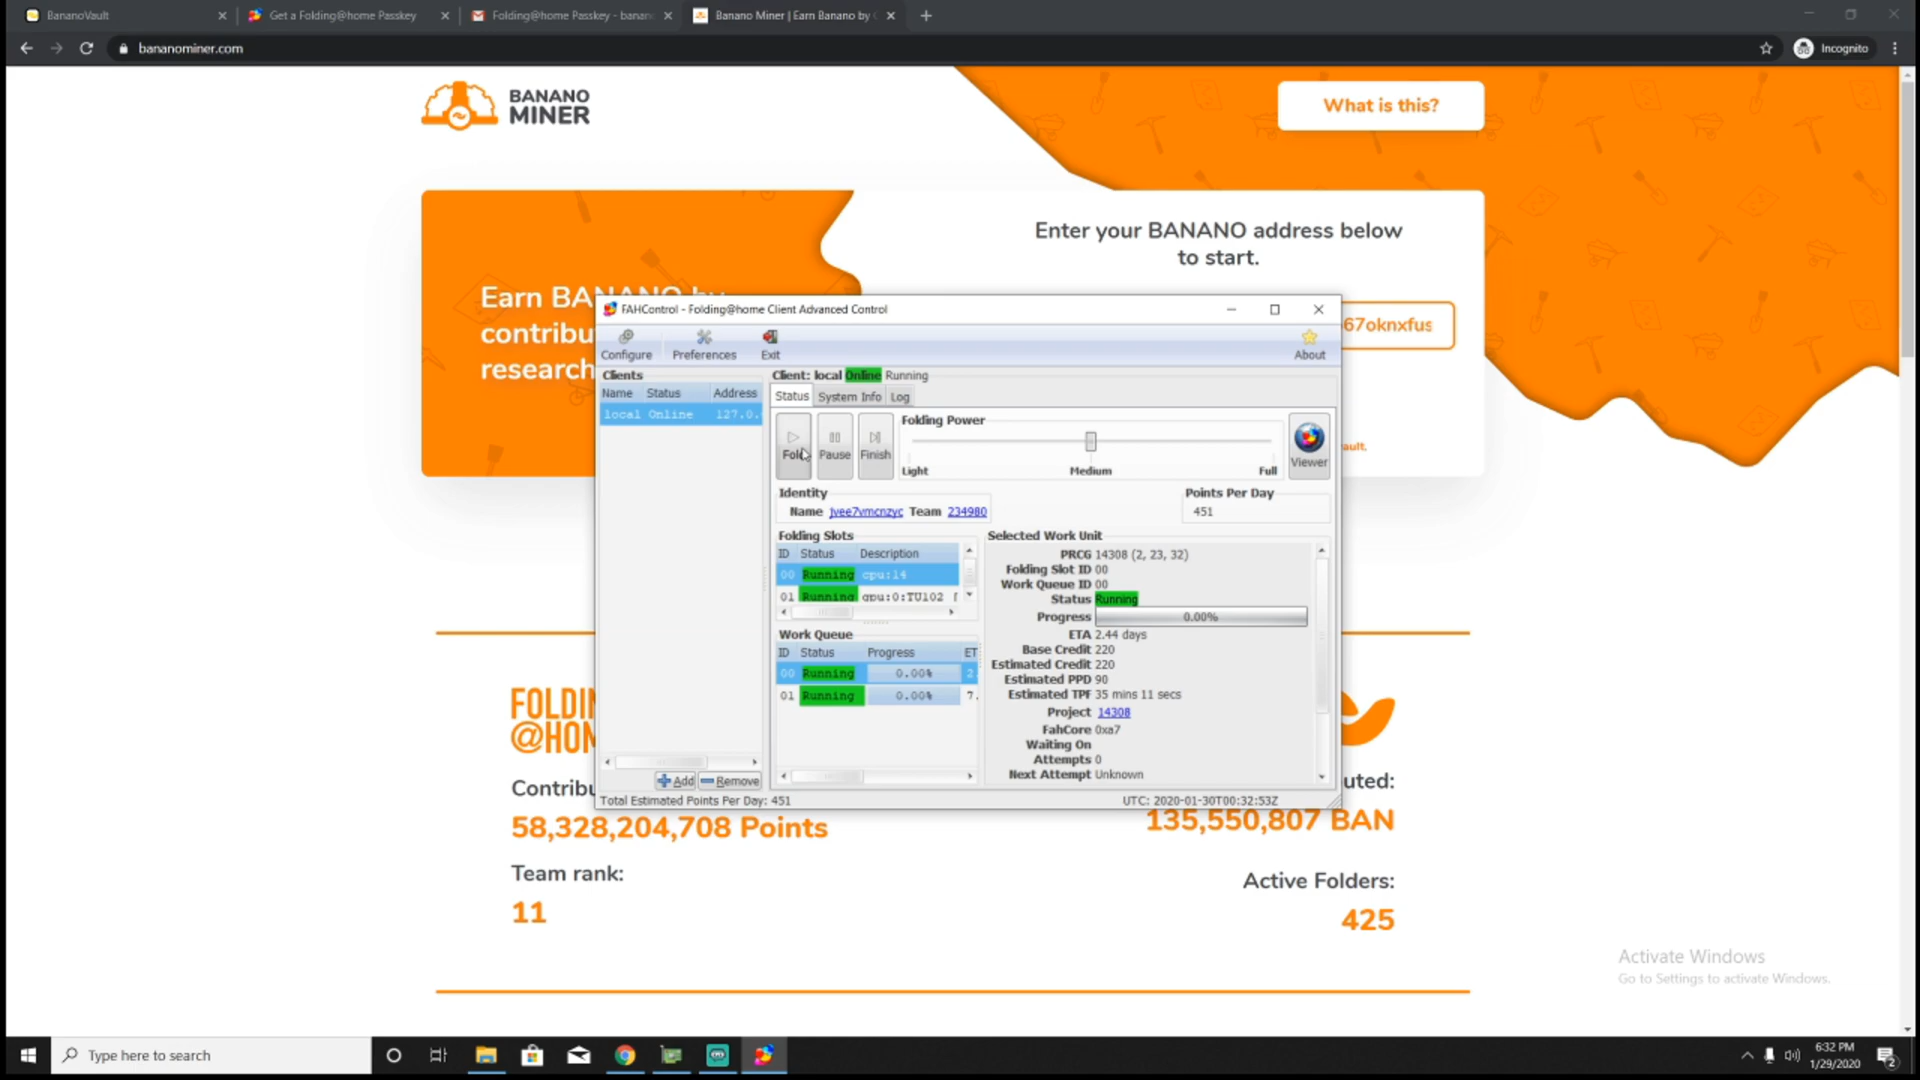 BananoVault
Get a Folding@home Passkey
Folding@home Passkey - banano
Banano Miner | Earn Banano by
bananominer.com
Incognito
BANANO
MINER
What is this?
Enter your BANANO address below
to start.
Earn BANANO by
contribu
research
67oknxfus
ault.
FAHControl - Folding@home Client Advanced Control
Configure
Preferences
Exit
About
Clients
Client: local Online Running
Name Status Address
local Online 127.0.
Status System Info Log
Fold
Pause
Finish
Folding Power
Light Medium Full
Viewer
Identity
Name jvee7vmcnzyc Team 234980
Points Per Day
451
Folding Slots
ID Status Description
00 Running cpu:14
01 Running gpu:0:TU102 [
Work Queue
ID Status Progress ET
00 Running 0.00% 2.
01 Running 0.00% 7.
Selected Work Unit
PRCG 14308 (2, 23, 32)
Folding Slot ID 00
Work Queue ID 00
Status Running
Progress 0.00%
ETA 2.44 days
Base Credit 220
Estimated Credit 220
Estimated PPD 90
Estimated TPF 35 mins 11 secs
Project 14308
FahCore 0xa7
Waiting On
Attempts 0
Next Attempt Unknown
Add Remove
Total Estimated Points Per Day: 451
UTC: 2020-01-30T00:32:53Z
FOLDIN
@HOM
Contribu
58,328,204,708 Points
Team rank:
11
uted:
135,550,807 BAN
Active Folders:
425
Activate Windows
Go to Settings to activate Windows.
Type here to search
6:32 PM
1/29/2020
2